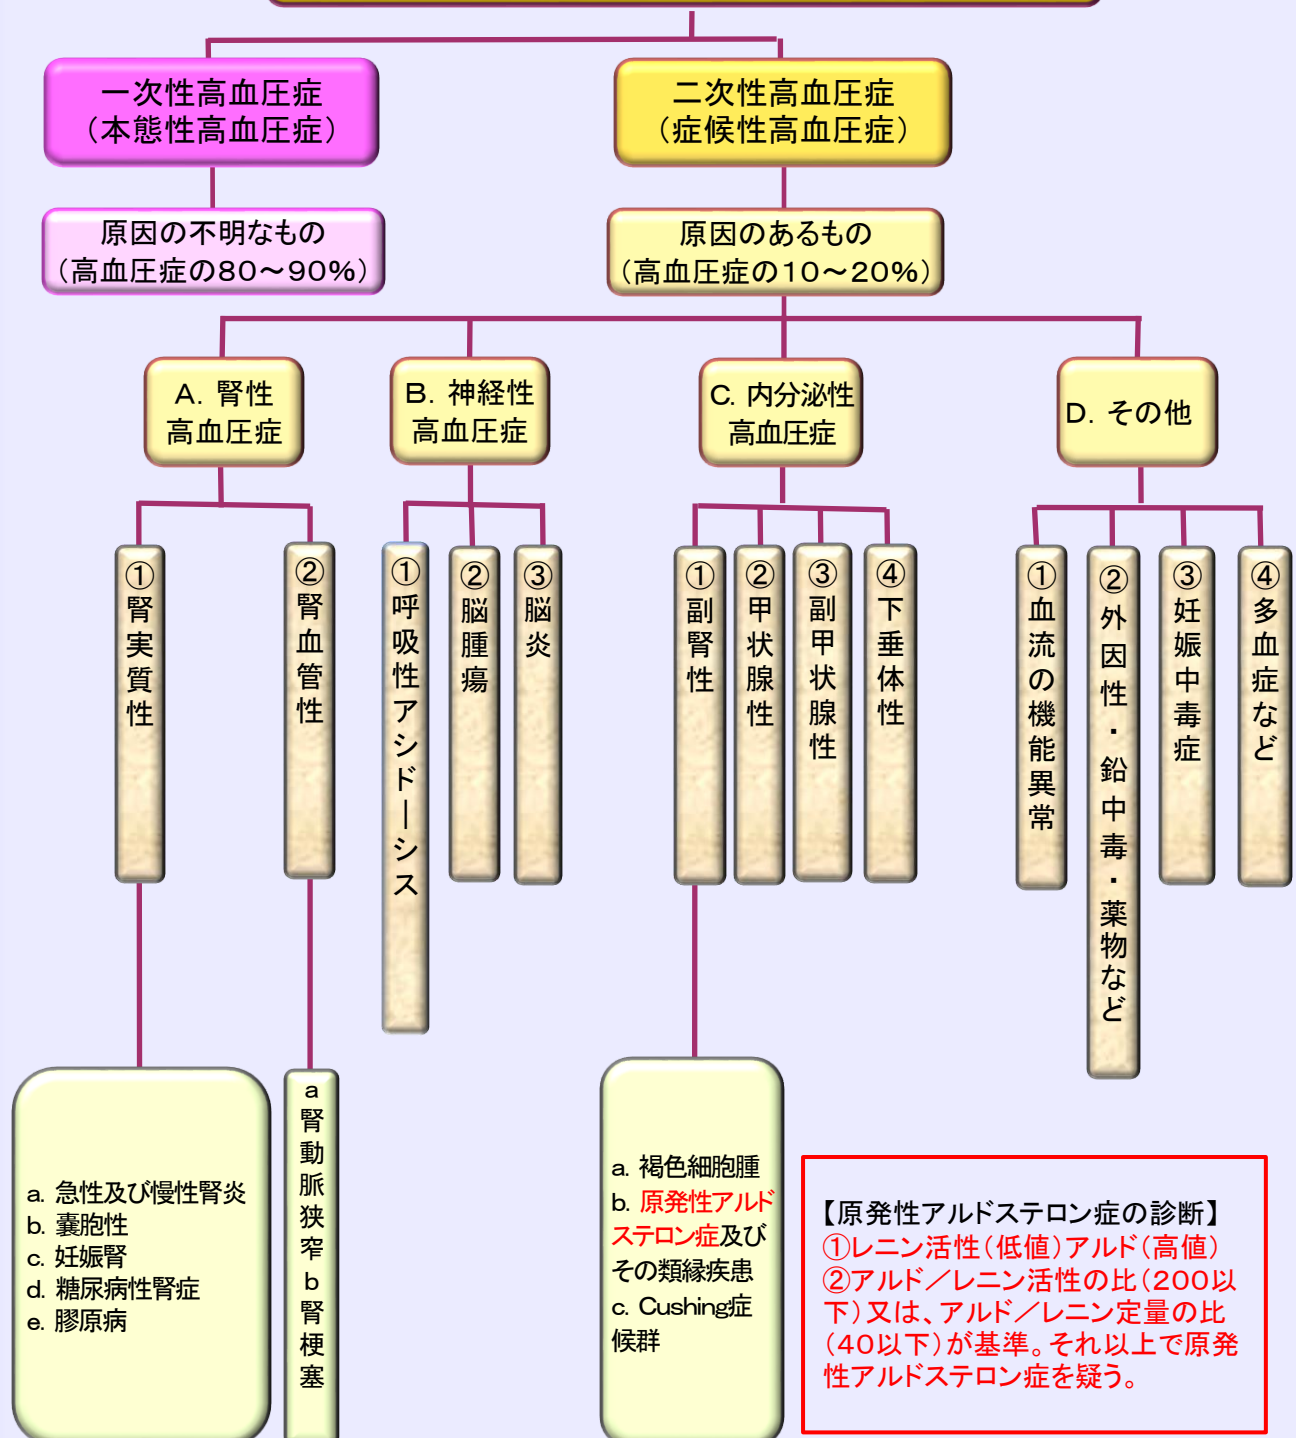 一次性高血圧症
（本態性高血圧症）
二次性高血圧症
（症候性高血圧症）
原因の不明なもの
（高血圧症の80～90%）
原因のあるもの
（高血圧症の10～20%）
A. 腎性
高血圧症
B. 神経性
高血圧症
C. 内分泌性
高血圧症
D. その他
①腎実質性
②腎血管性
①呼吸性アシドーシス
②脳腫瘍
③脳炎
①副腎性
②甲状腺性
③副甲状腺性
④下垂体性
①血流の機能異常
②外因性・鉛中毒・薬物など
③妊娠中毒症
④多血症など
a. 急性及び慢性腎炎
b. 嚢胞性
c. 妊娠腎
d. 糖尿病性腎症
e. 膠原病
a腎動脈狭窄b腎梗塞
a. 褐色細胞腫
b. 原発性アルド
ステロン症及び
その類縁疾患
c. Cushing症
候群
【原発性アルドステロン症の診断】
①レニン活性（低値）アルド（高値）
②アルド／レニン活性の比（200以
下）又は、アルド／レニン定量の比
（40以下）が基準。それ以上で原発
性アルドステロン症を疑う。